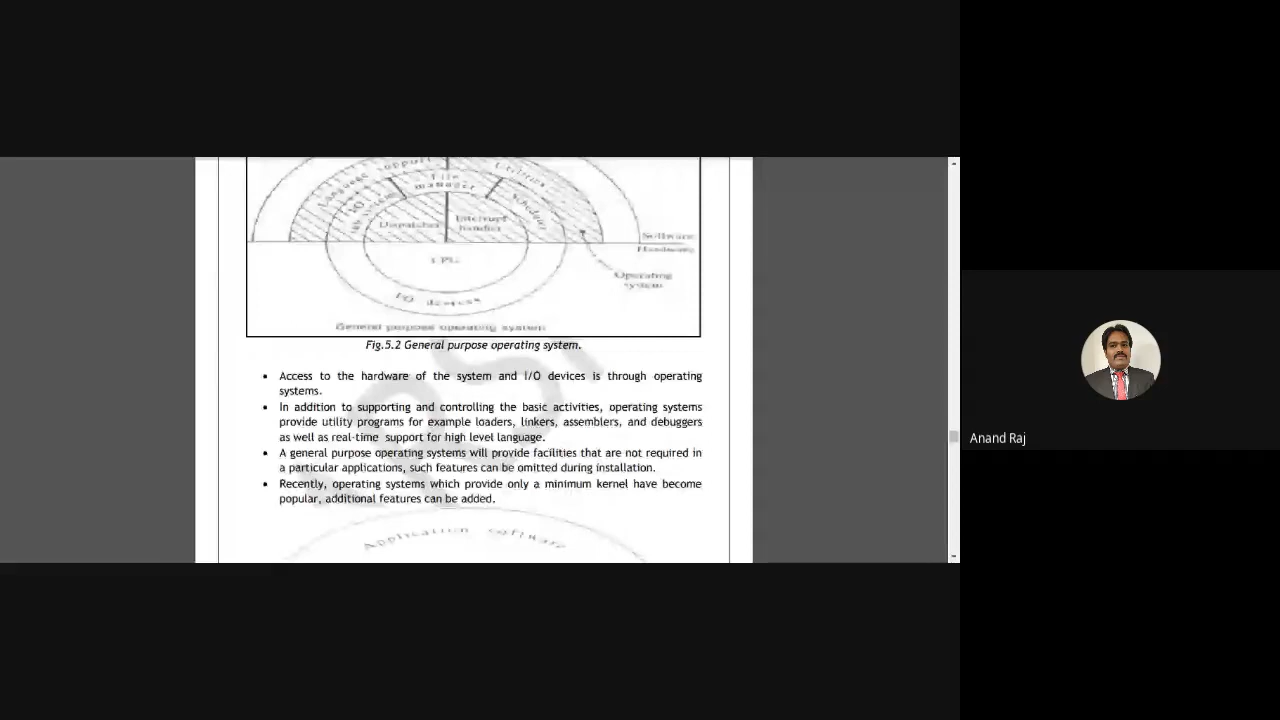 Language support
Utilities
File
manager
I/O
Scheduler
Dispatcher
Interrupt
handler
Software
Hardware
CPU
Operating
system
I/O devices
General purpose operating system
Fig.5.2 General purpose operating system.
• Access to the hardware of the system and I/O devices is through operating
systems.
• In addition to supporting and controlling the basic activities, operating systems
provide utility programs for example loaders, linkers, assemblers, and debuggers
as well as real-time support for high level language.
• A general purpose operating systems will provide facilities that are not required in
a particular applications, such features can be omitted during installation.
• Recently, operating systems which provide only a minimum kernel have become
popular, additional features can be added.
Application software
Anand Raj